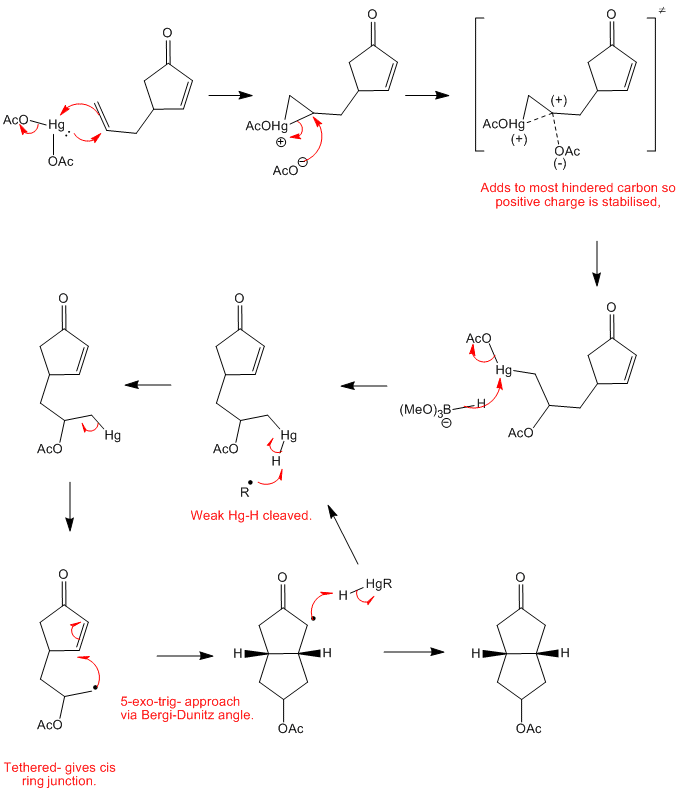 O
O
O
AcO
Hg
OAc
AcOHg
⊕
AcO⊖
AcOHg
(+)
(+)
OAc
(-)
≠
Adds to most hindered carbon so
positive charge is stabilised,
O
O
O
AcO
Hg
(MeO)3B
⊖
H
AcO
Hg
AcO
Hg
H
AcO
R
Weak Hg-H cleaved.
O
O
O
HgR
H
H
H
H
H
AcO
OAc
OAc
5-exo-trig- approach
via Bergi-Dunitz angle.
Tethered- gives cis
ring junction.